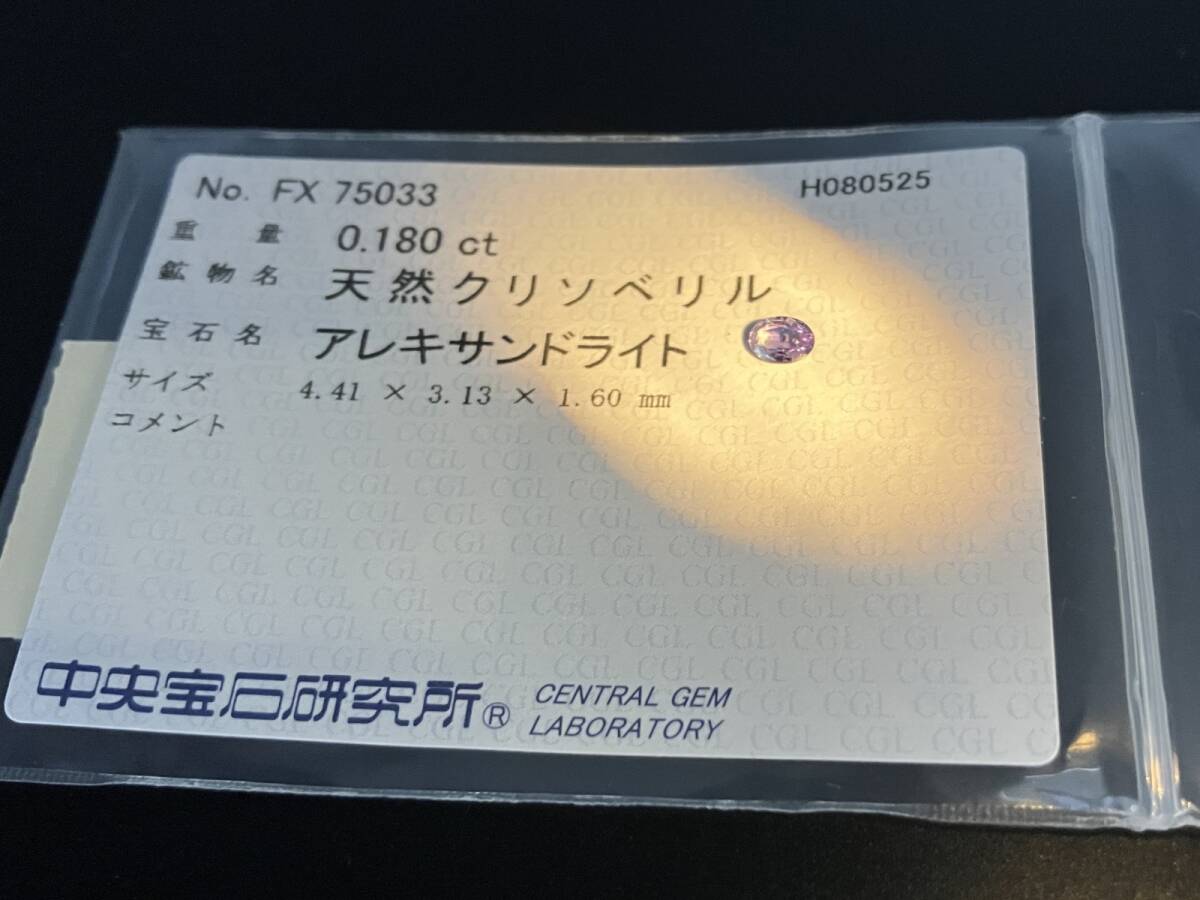 No. FX 75033 H080525
重量 0.180 ct
鉱物名 天然クリソベリル
宝石名 アレキサンドライト
サイズ 4.41 × 3.13 × 1.60 mm
コメント
中央宝石研究所® CENTRAL GEM
LABORATORY